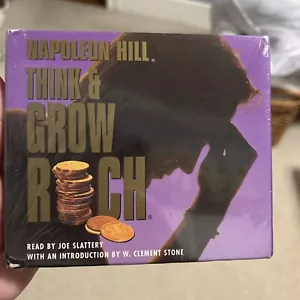 NAPOLEON HILL®
THINK &
GROW
RICH®
READ BY JOE SLATTERY
WITH AN INTRODUCTION BY W. CLEMENT STONE